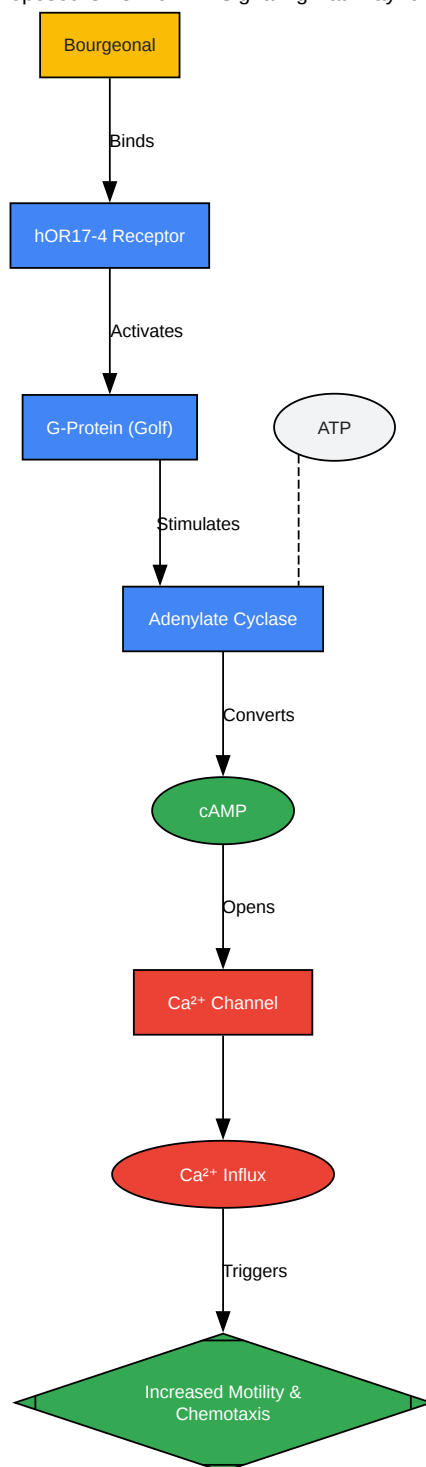 Bourgeonal
Binds
hOR17-4 Receptor
Activates
G-Protein (Golf)
ATP
Stimulates
Adenylate Cyclase
Converts
cAMP
Opens
Ca²⁺ Channel
Ca²⁺ Influx
Triggers
Increased Motility &
Chemotaxis